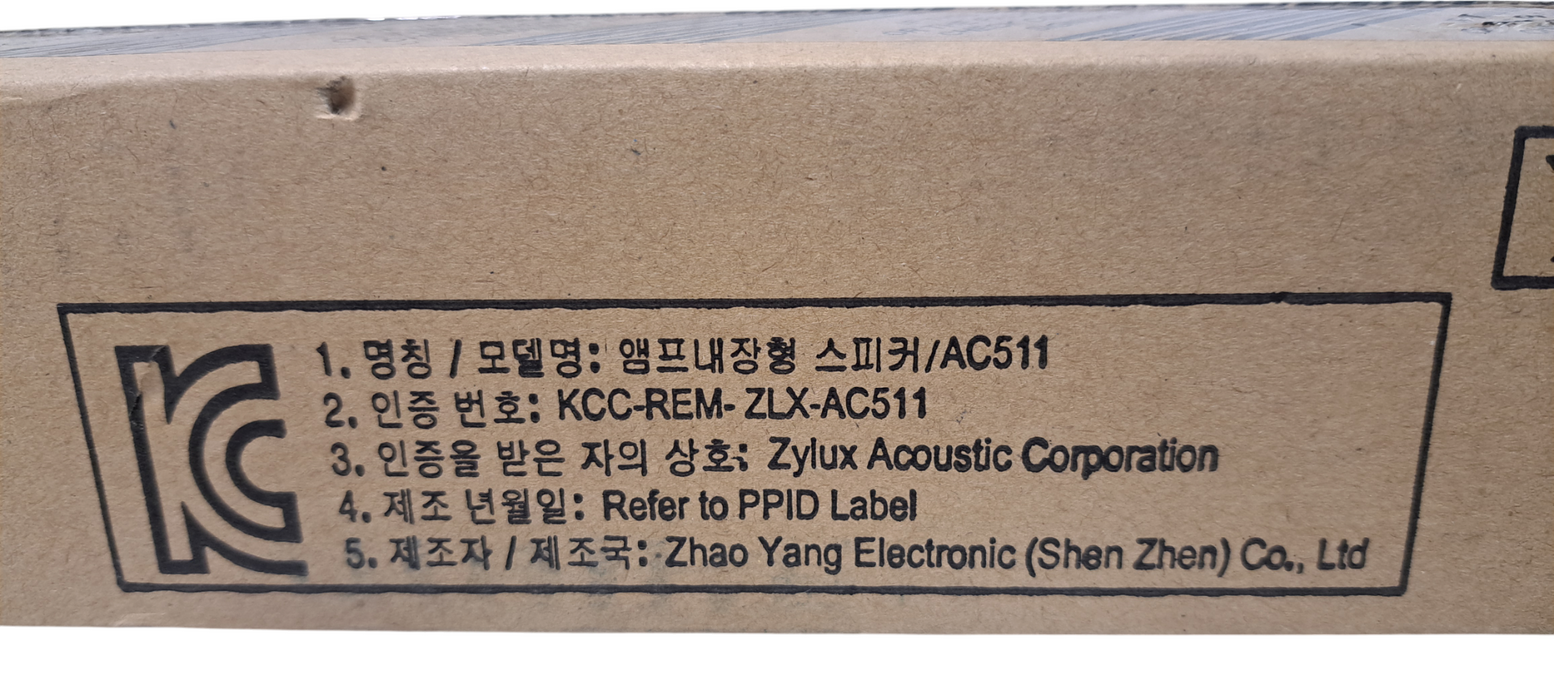 1. 명칭 / 모델명: 앰프내장형 스피커/AC511
2. 인증 번호: KCC-REM- ZLX-AC511
3. 인증을 받은 자의 상호: Zylux Acoustic Corporation
4. 제조 년월일: Refer to PPID Label
5. 제조자 / 제조국: Zhao Yang Electronic (Shen Zhen) Co., Ltd